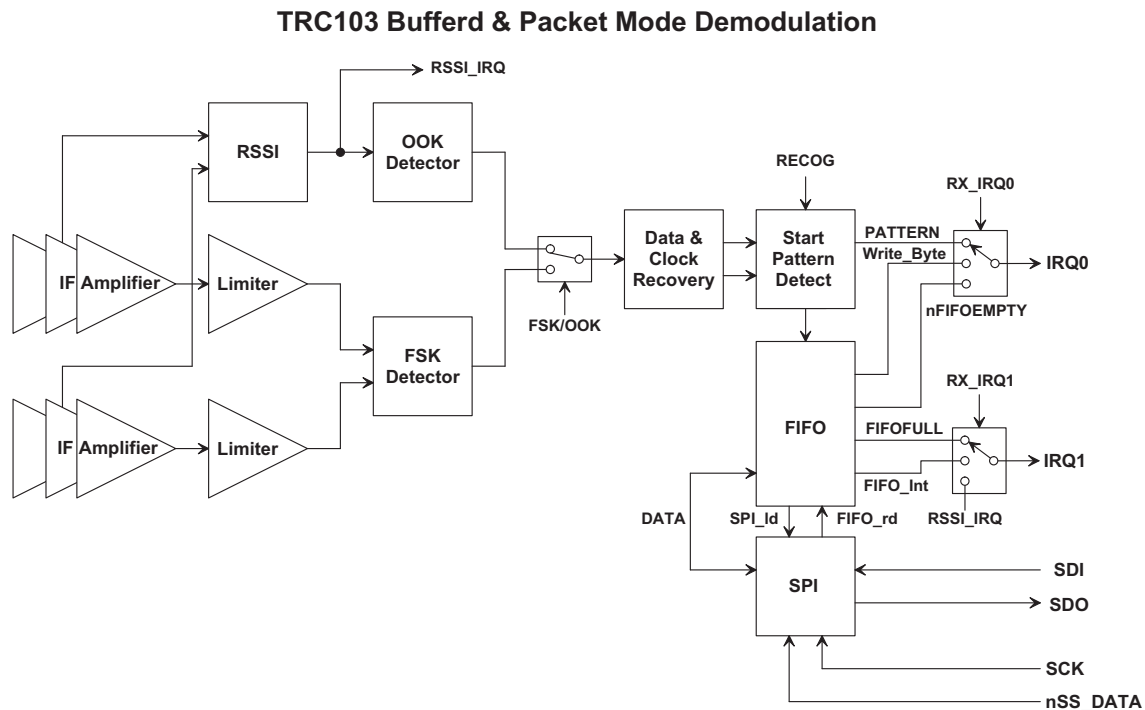 TRC103 Bufferd & Packet Mode Demodulation
RSSI_IRQ
RSSI
OOK
Detector
RECOG
RX_IRQ0
IF Amplifier
Limiter
Data &
Clock
Recovery
Start
Pattern
Detect
PATTERN
Write_Byte
IRQ0
nFIFOEMPTY
FSK/OOK
FSK
Detector
RX_IRQ1
IF Amplifier
Limiter
FIFO
FIFOFULL
IRQ1
FIFO_Int
RSSI_IRQ
DATA
SPI_ld
FIFO_rd
SPI
SDI
SDO
SCK
nSS_DATA